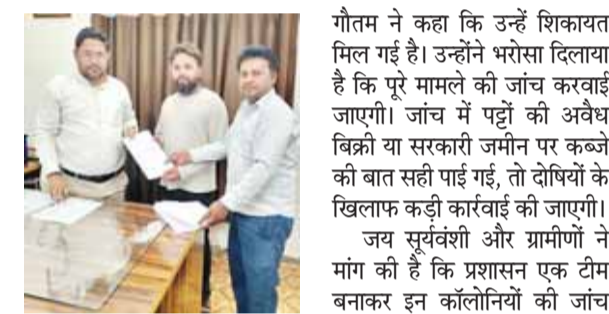 गौतम ने कहा कि उन्हें शिकायत
मिल गई है। उन्होंने भरोसा दिलाया
है कि पूरे मामले की जांच करवाई
जाएगी। जांच में पट्टों की अवैध
बिक्री या सरकारी जमीन पर कब्जे
की बात सही पाई गई, तो दोषियों के
खिलाफ कड़ी कार्रवाई की जाएगी।
जय सूर्यवंशी और ग्रामीणों ने
मांग की है कि प्रशासन एक टीम
बनाकर इन कॉलोनियों की जांच